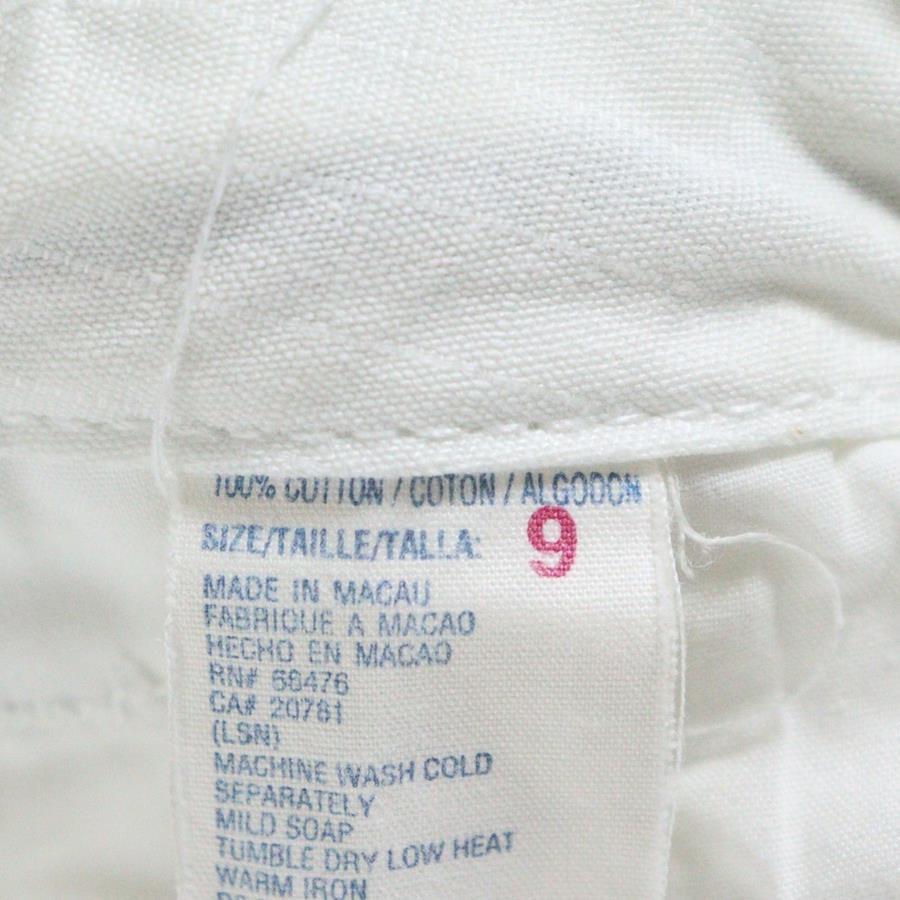 100% COTTON / COTON / ALGODON
SIZE/TAILLE/TALLA: 9
MADE IN MACAU
FABRIQUE A MACAO
HECHO EN MACAO
RN# 66476
CA# 20781
(LSN)
MACHINE WASH COLD
SEPARATELY
MILD SOAP
TUMBLE DRY LOW HEAT
WARM IRON